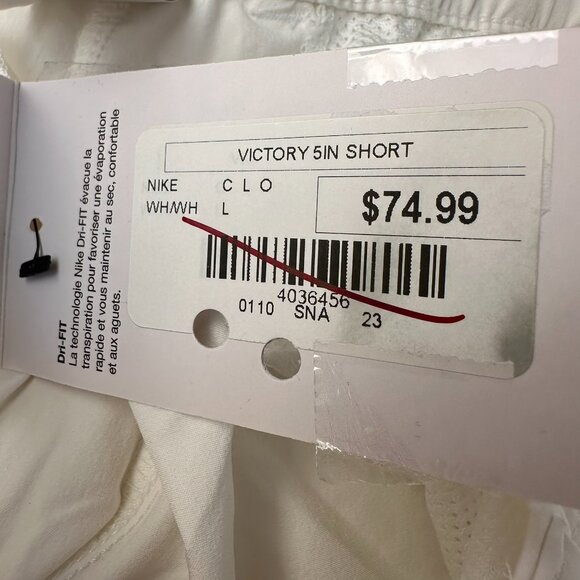 Dri-FIT
La technologie Nike Dri-FIT évacue la
transpiration pour favoriser une évaporation
rapide et vous maintenir au sec, confortable
et aux aguets.
VICTORY 5IN SHORT
NIKE C L O
WH/WH L
$74.99
4036456
0110 SNA 23